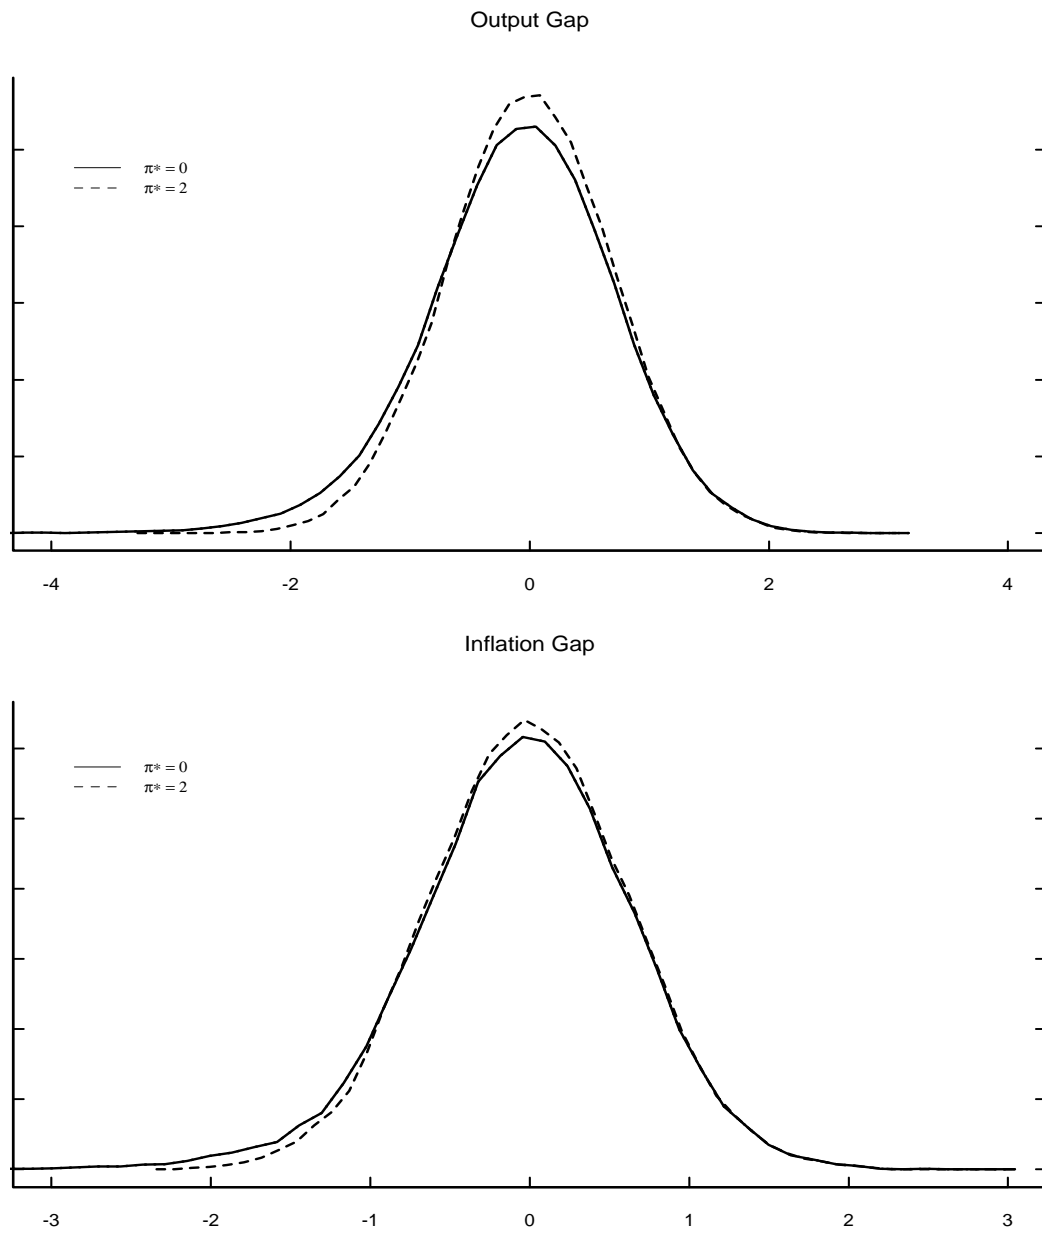 Output Gap
π* = 0
π* = 2
-4 -2 0 2 4
Inflation Gap
π* = 0
π* = 2
-3 -2 -1 0 1 2 3